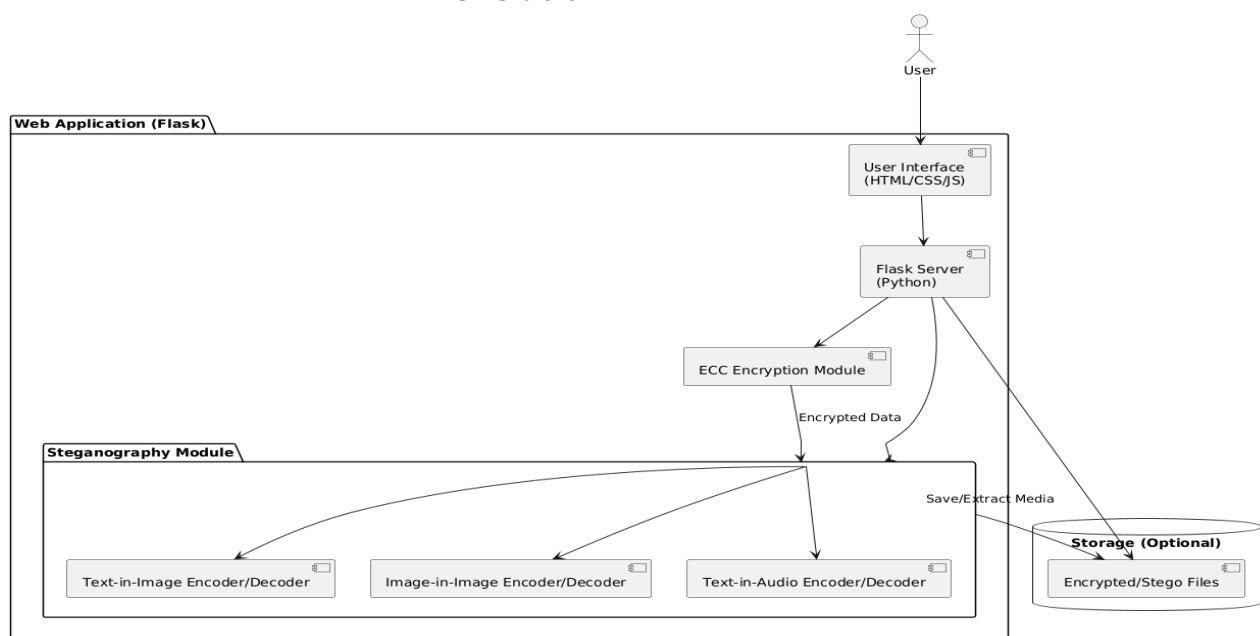 User
Web Application (Flask)
User Interface
(HTML/CSS/JS)
Flask Server
(Python)
ECC Encryption Module
Encrypted Data
Steganography Module
Save/Extract Media
Storage (Optional)
Text-in-Image Encoder/Decoder
Image-in-Image Encoder/Decoder
Text-in-Audio Encoder/Decoder
Encrypted/Stego Files